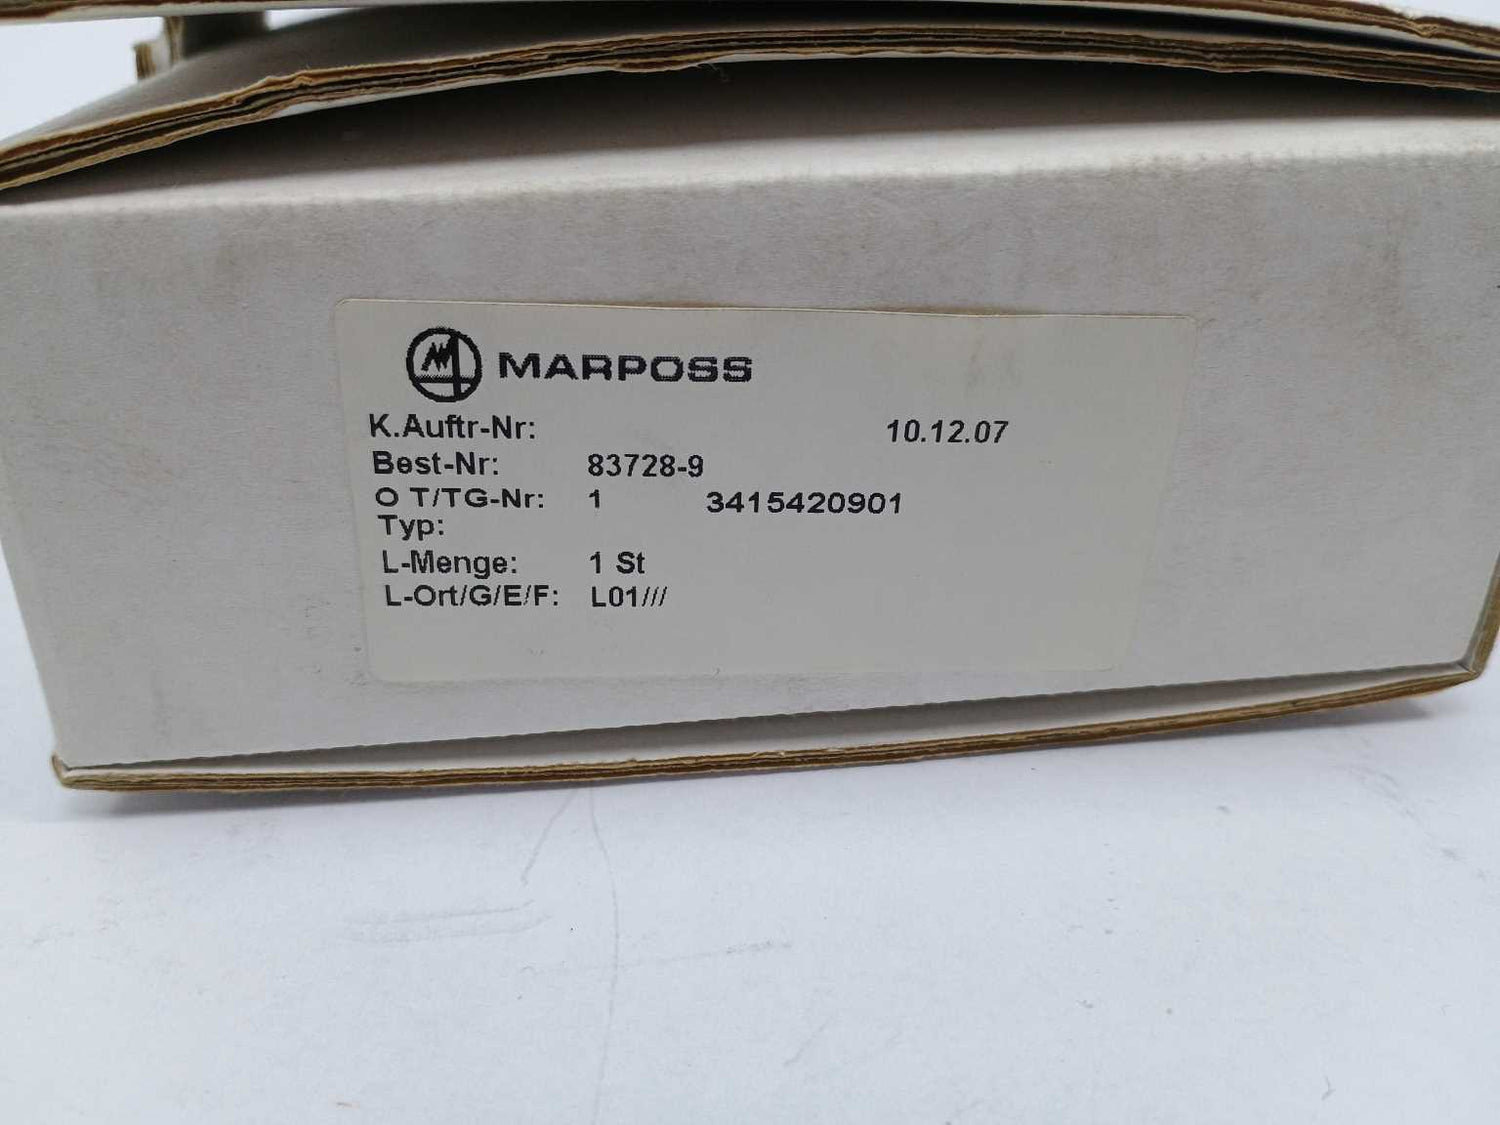 MARPOSS
K.Auftr-Nr: 10.12.07
Best-Nr: 83728-9
O T/TG-Nr: 1 3415420901
Typ:
L-Menge: 1 St
L-Ort/G/E/F: L01///